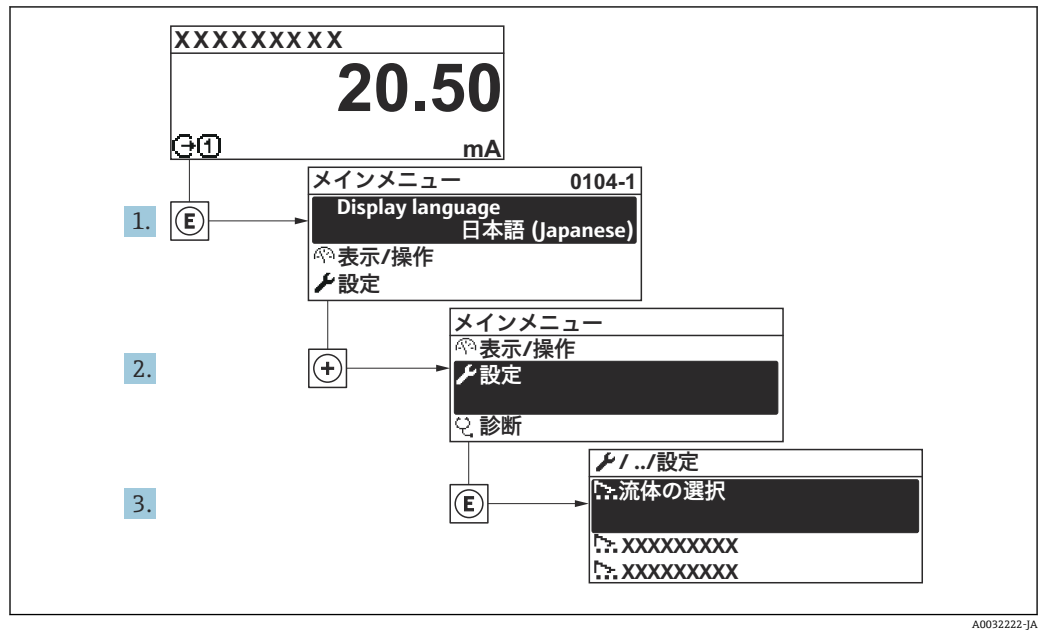 XXXXXXXXX
20.50
1
mA
メインメニュー 0104-1
1.
E
Display language
日本語 (Japanese)
表示/操作
設定
メインメニュー
2.
+
表示/操作
設定
診断
/ ../設定
3.
E
流体の選択
XXXXXXXXX
XXXXXXXXX
A0032222-JA